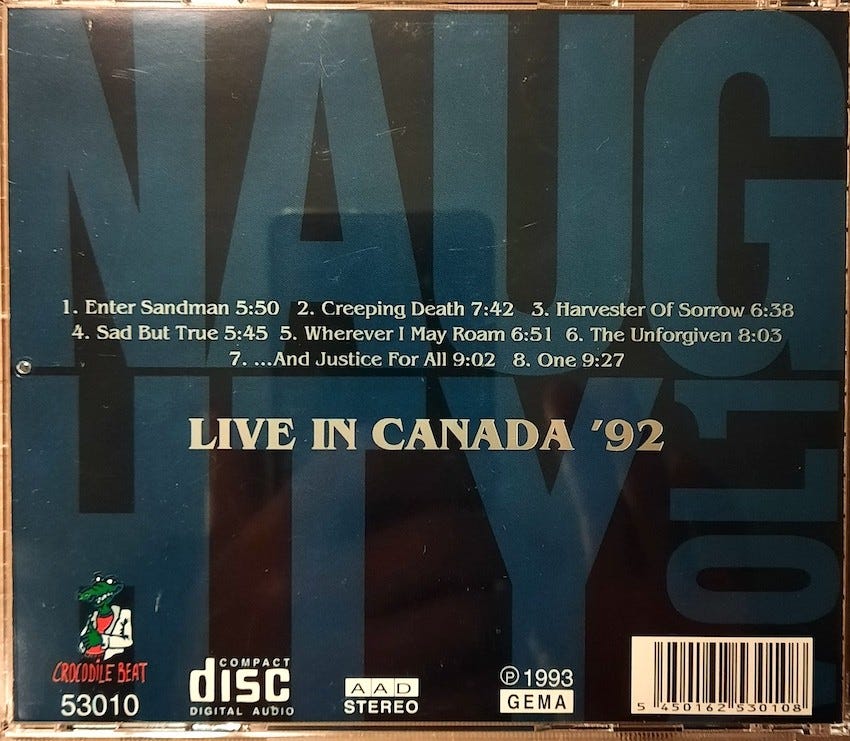 NAUG
HTY
VOL 1
1. Enter Sandman 5:50 2. Creeping Death 7:42 3. Harvester Of Sorrow 6:38
4. Sad But True 5:45 5. Wherever I May Roam 6:51 6. The Unforgiven 8:03
7. ...And Justice For All 9:02 8. One 9:27
LIVE IN CANADA '92
CROCODILE BEAT
53010
COMPACT
disc
DIGITAL AUDIO
AAD
STEREO
℗ 1993
GEMA
5 450162 530108